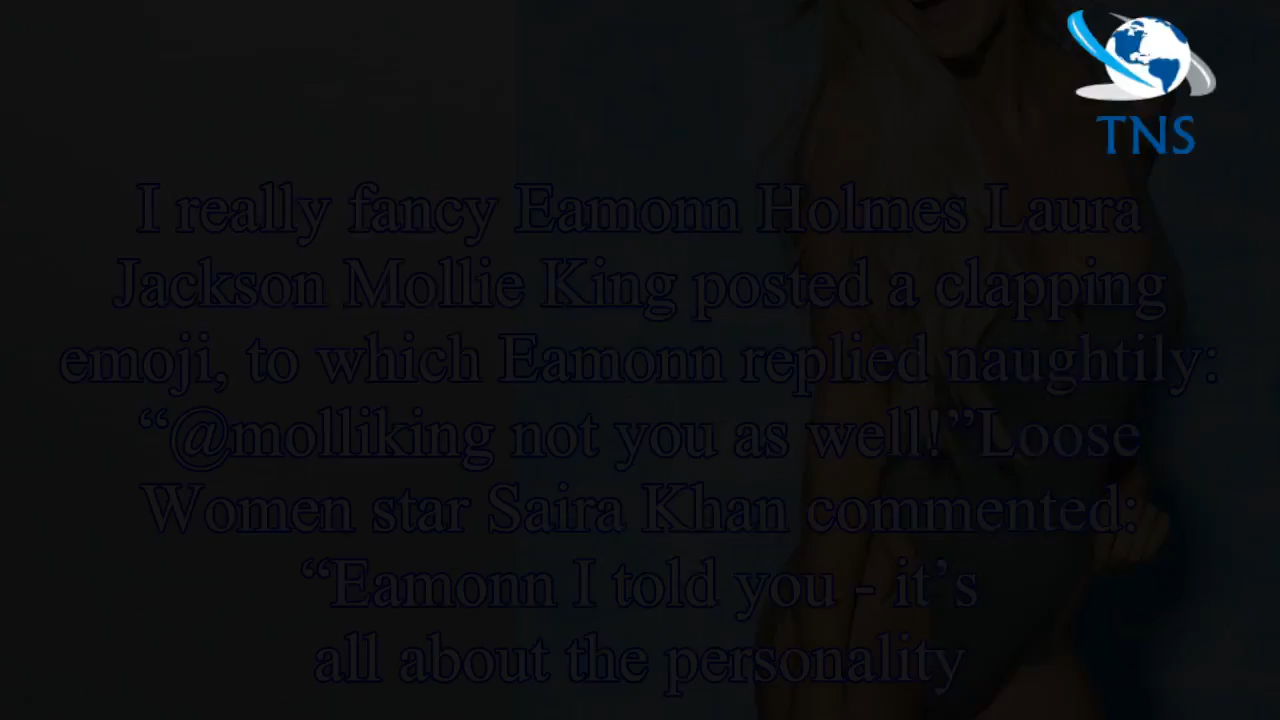 TNS
I really fancy Eamonn Holmes Laura
Jackson Mollie King posted a clapping
emoji, to which Eamonn replied naughtily:
“@molliking not you as well!”Loose
Women star Saira Khan commented:
“Eamonn I told you - it’s
all about the personality